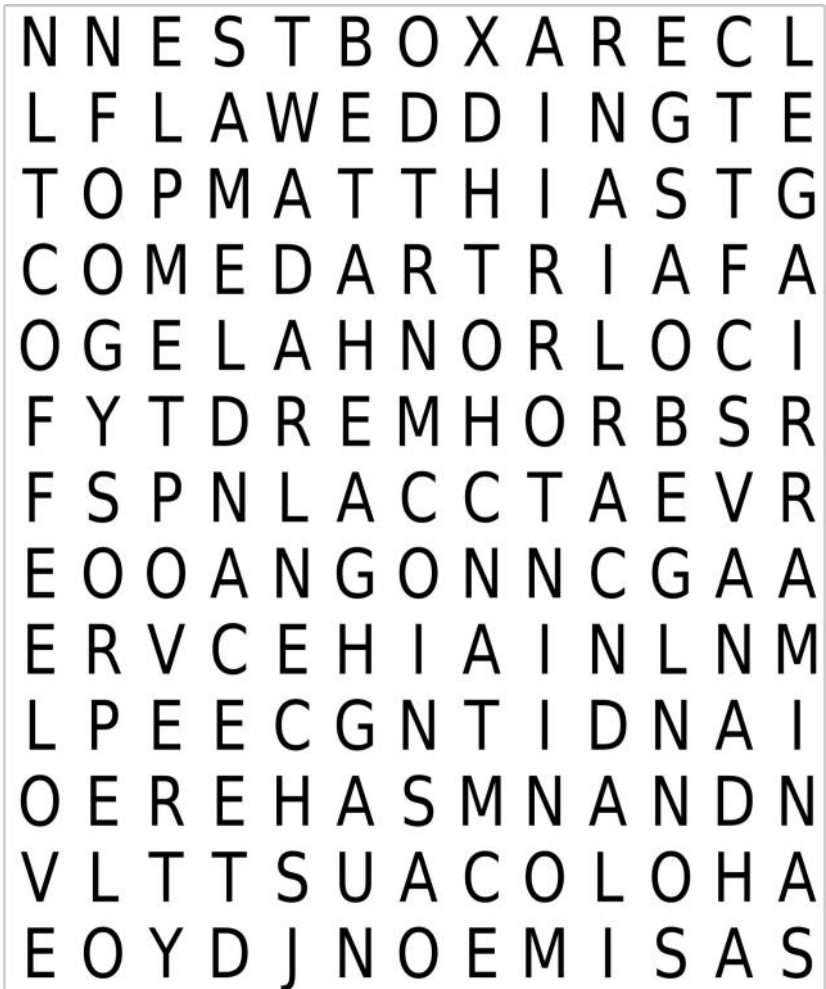 N N E S T B O X A R E C L
L F L A W E D D I N G T E
T O P M A T T H I A S T G
C O M E D A R T R I A F A
O G E L A H N O R L O C I
F Y T D R E M H O R B S R
F S P N L A C C T A E V R
E O O A N G O N N C G A A
E R V C E H I A I N L N M
L P E E C G N T I D N A I
O E R E H A S M N A N D N
V L T T S U A C O L O H A
E O Y D J N O E M I S A S